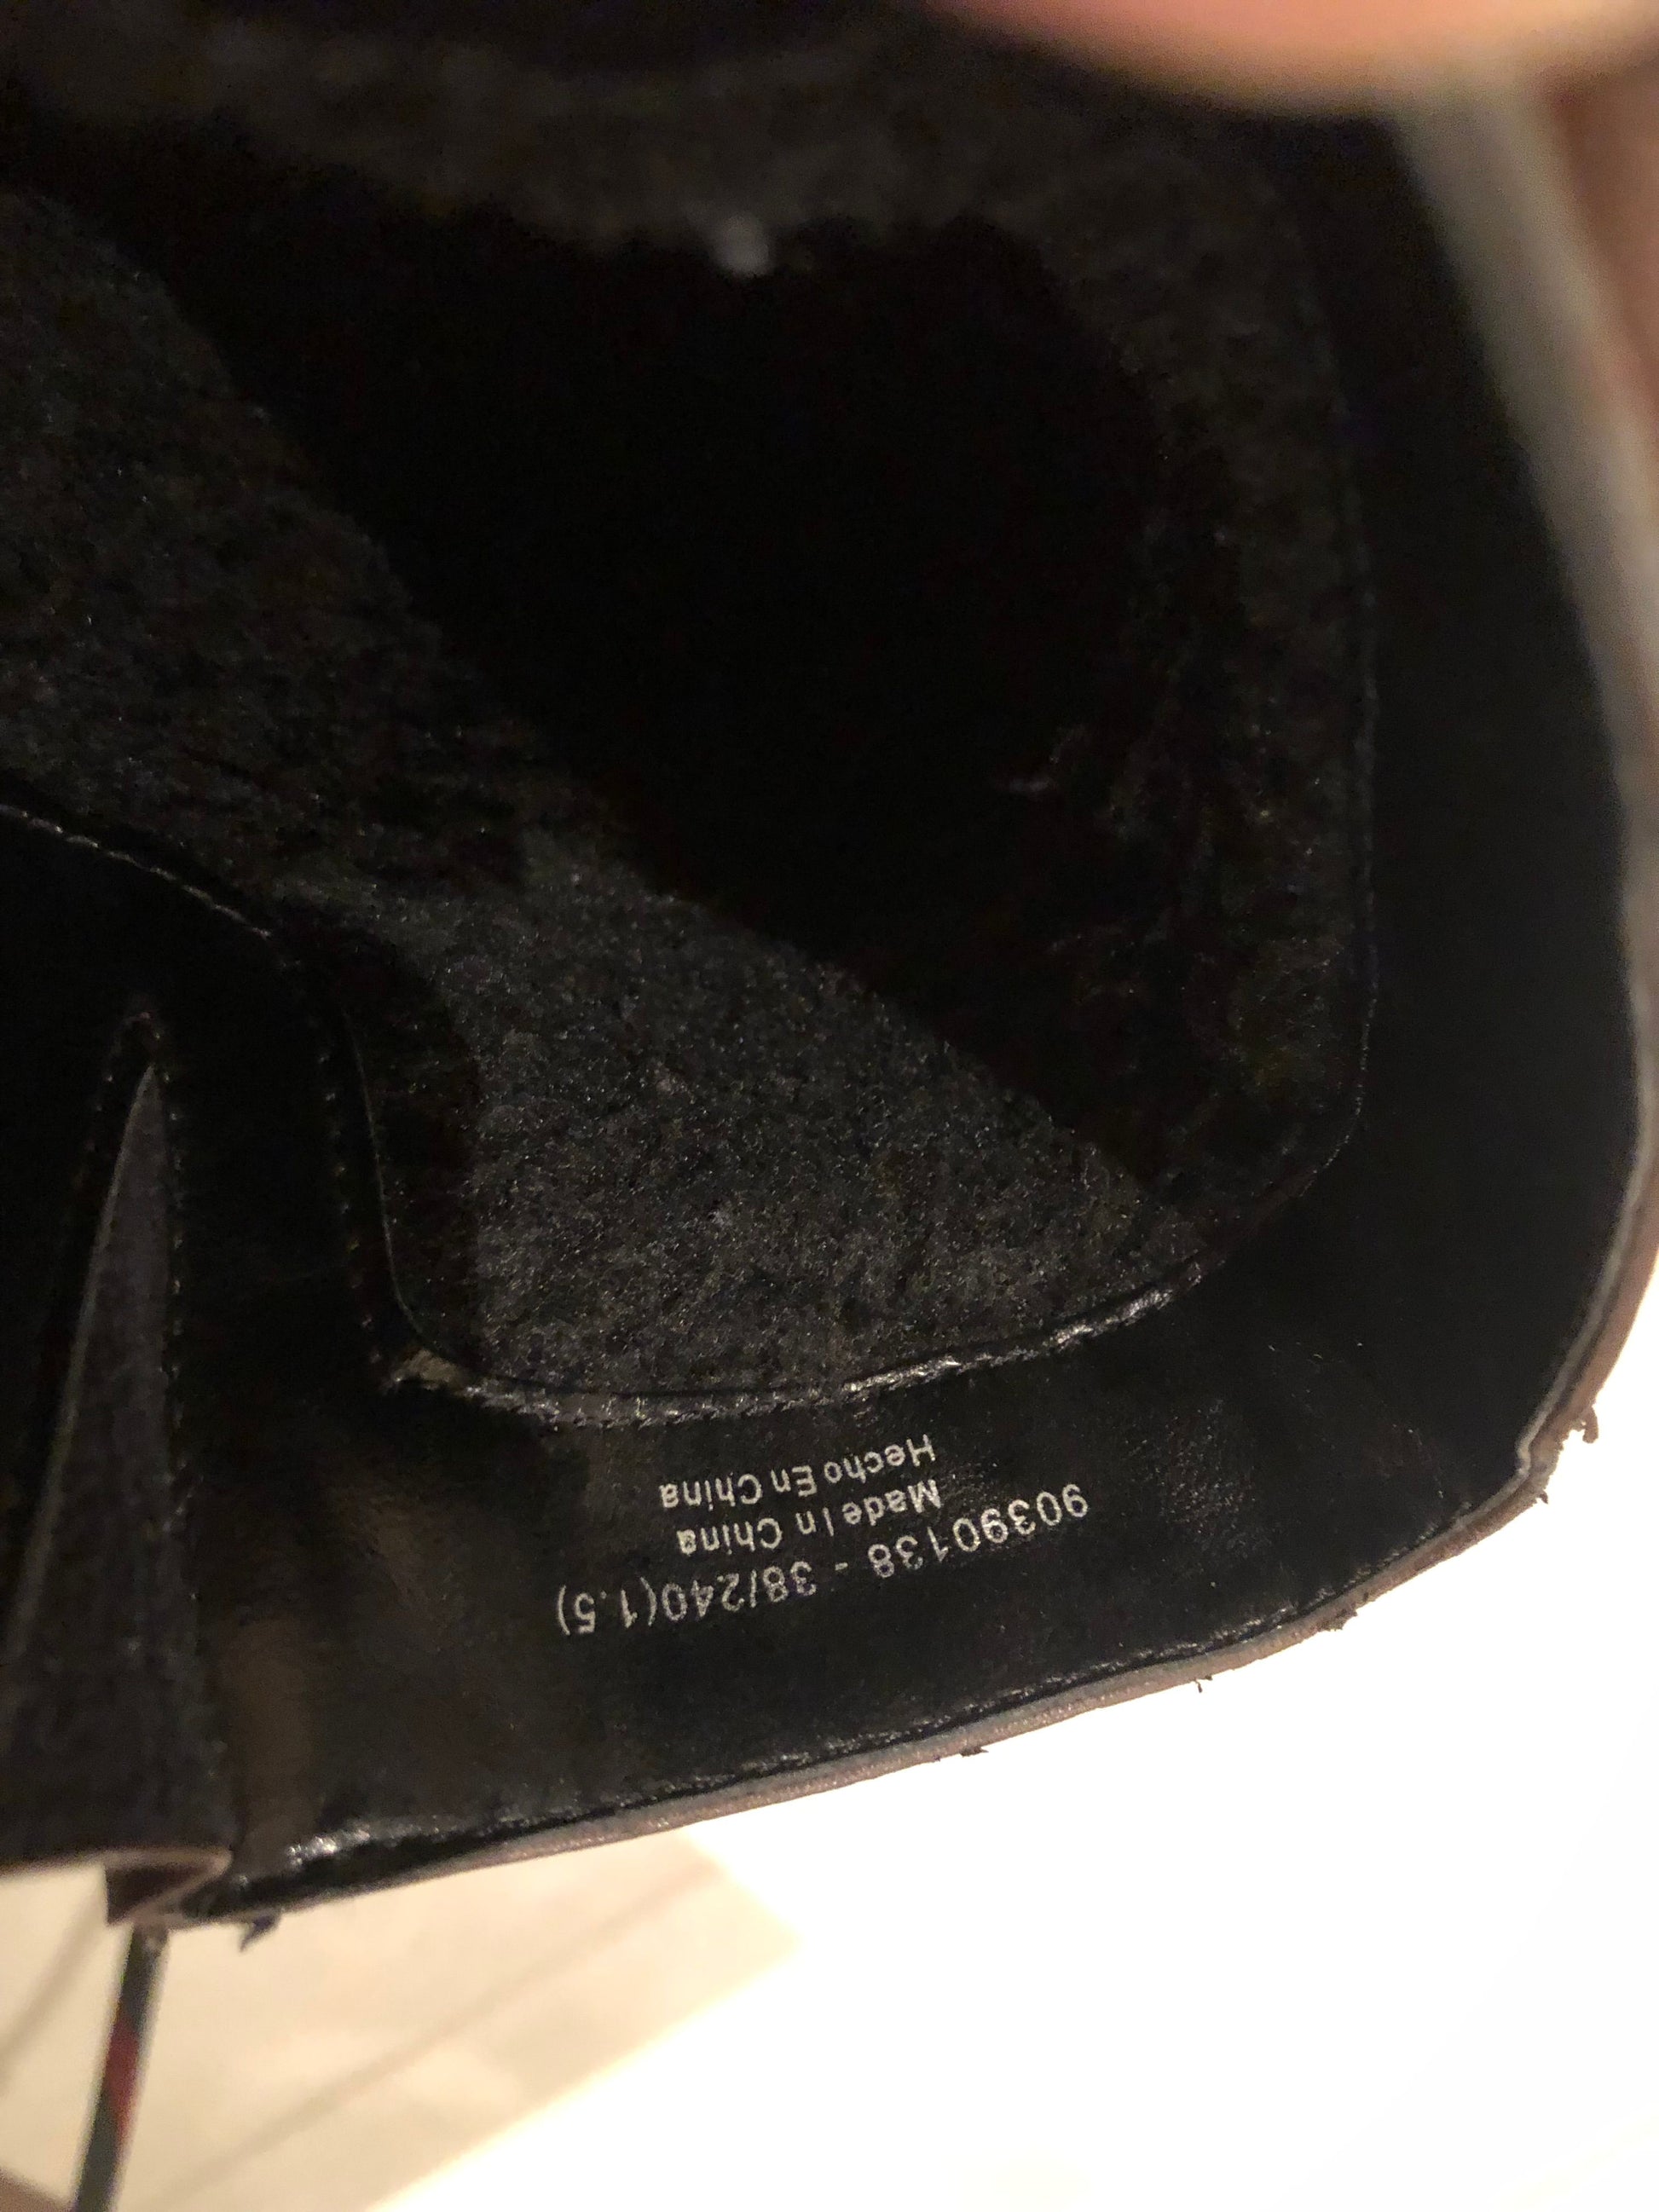 90390138 - 38/240(1.5)
Made In China
Hecho En China